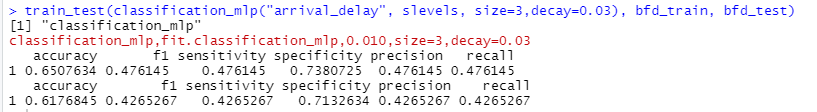 > train_test(classification_mlp("arrival_delay", slevels, size=3,decay=0.03), bfd_train, bfd_test)
[1] "classification_mlp"
classification_mlp,fit.classification_mlp,0.010,size=3,decay=0.03
accuracy f1 sensitivity specificity precision recall
1 0.6507634 0.476145 0.476145 0.7380725 0.476145 0.476145
accuracy f1 sensitivity specificity precision recall
1 0.6176845 0.4265267 0.4265267 0.7132634 0.4265267 0.4265267